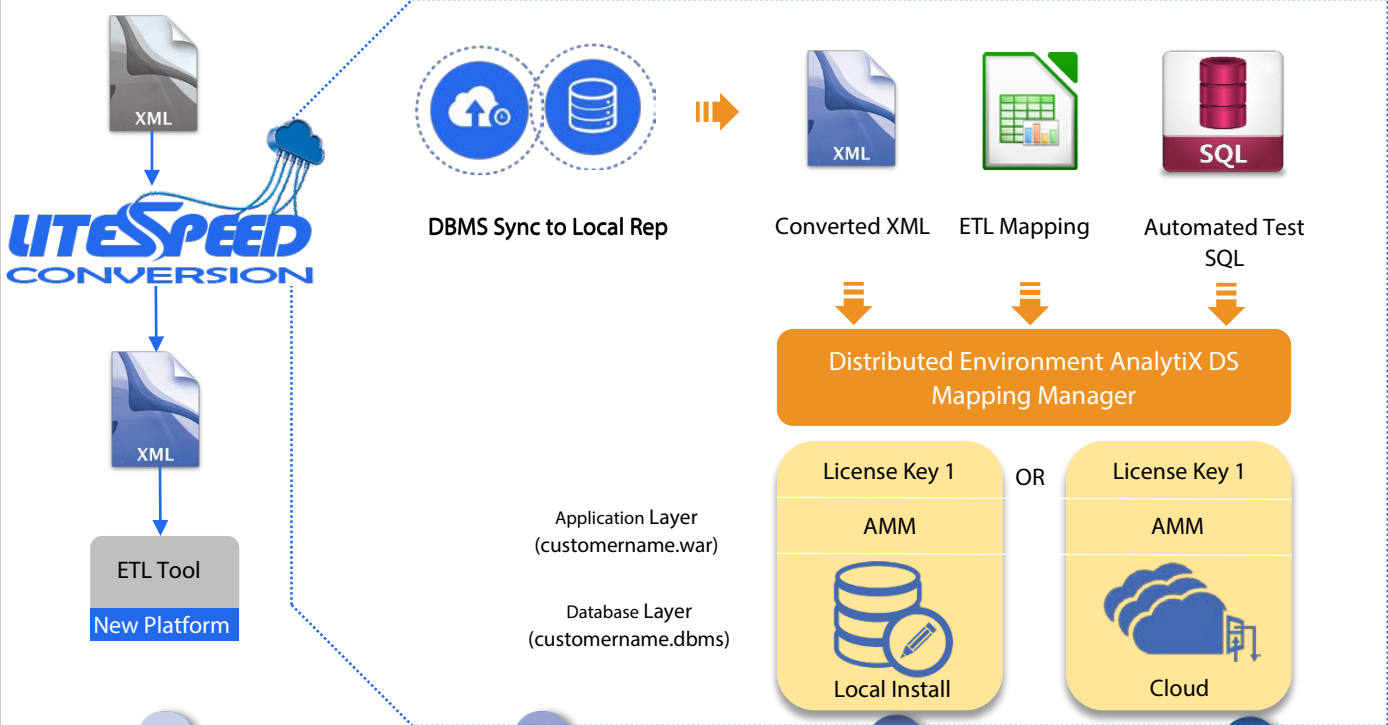 XML
LITESPEED
CONVERSION
XML
ETL Tool
New Platform
DBMS Sync to Local Rep
XML
Converted XML
ETL Mapping
SQL
Automated Test
SQL
Distributed Environment AnalytiX DS
Mapping Manager
License Key 1
OR
License Key 1
Application Layer
(customername.war)
AMM
AMM
Database Layer
(customername.dbms)
Local Install
Cloud